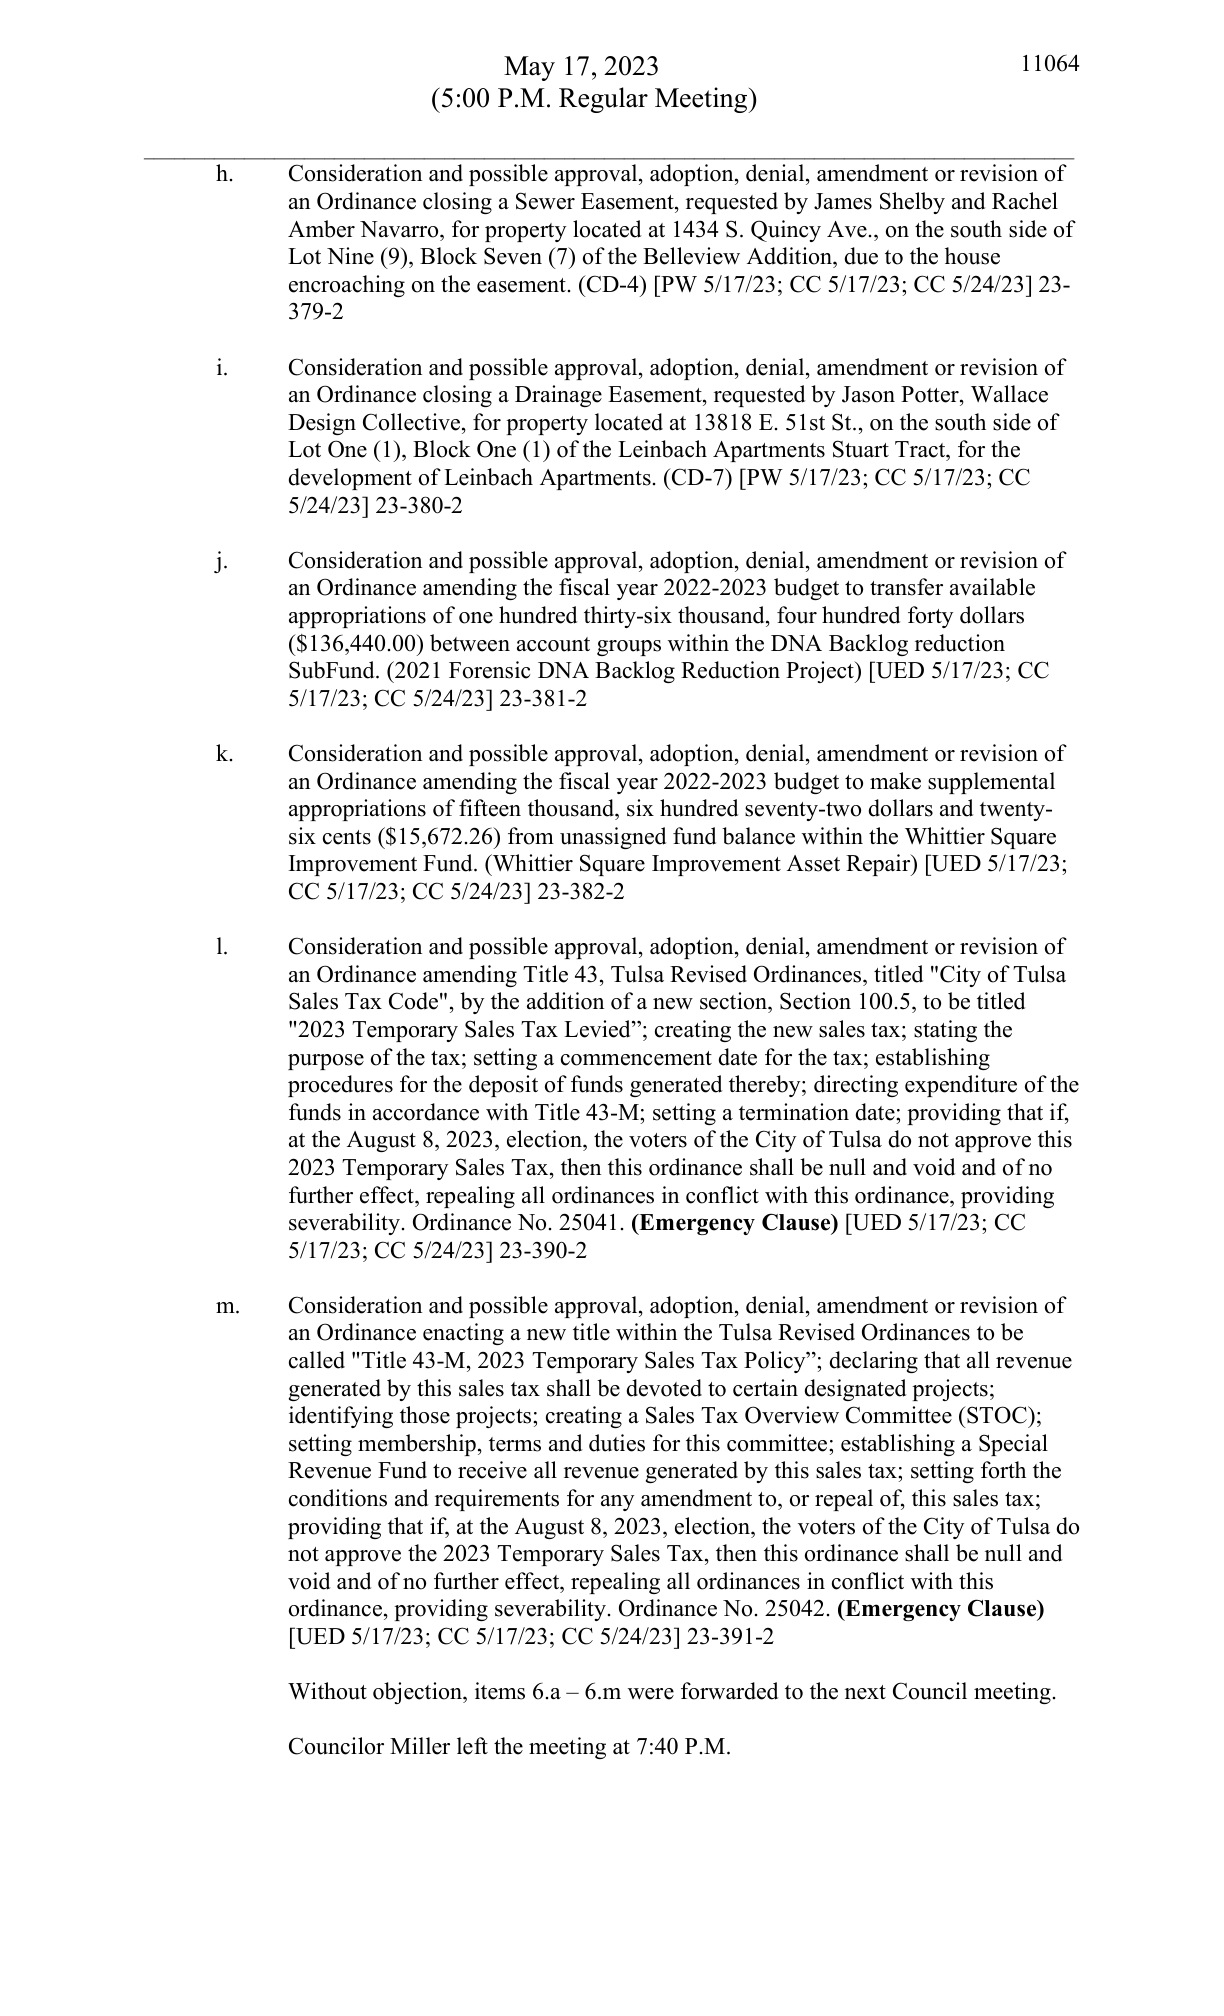 May 17, 2023
11064
(5:00 P.M. Regular Meeting)
h. Consideration and possible approval, adoption, denial, amendment or revision of
an Ordinance closing a Sewer Easement, requested by James Shelby and Rachel
Amber Navarro, for property located at 1434 S. Quincy Ave., on the south side of
Lot Nine (9), Block Seven (7) of the Belleview Addition, due to the house
encroaching on the easement. (CD-4) [PW 5/17/23; CC 5/17/23; CC 5/24/23] 23-
379-2
i. Consideration and possible approval, adoption, denial, amendment or revision of
an Ordinance closing a Drainage Easement, requested by Jason Potter, Wallace
Design Collective, for property located at 13818 E. 51st St., on the south side of
Lot One (1), Block One (1) of the Leinbach Apartments Stuart Tract, for the
development of Leinbach Apartments. (CD-7) [PW 5/17/23; CC 5/17/23; CC
5/24/23] 23-380-2
j. Consideration and possible approval, adoption, denial, amendment or revision of
an Ordinance amending the fiscal year 2022-2023 budget to transfer available
appropriations of one hundred thirty-six thousand, four hundred forty dollars
($136,440.00) between account groups within the DNA Backlog reduction
SubFund. (2021 Forensic DNA Backlog Reduction Project) [UED 5/17/23; CC
5/17/23; CC 5/24/23] 23-381-2
k. Consideration and possible approval, adoption, denial, amendment or revision of
an Ordinance amending the fiscal year 2022-2023 budget to make supplemental
appropriations of fifteen thousand, six hundred seventy-two dollars and twenty-
six cents ($15,672.26) from unassigned fund balance within the Whittier Square
Improvement Fund. (Whittier Square Improvement Asset Repair) [UED 5/17/23;
CC 5/17/23; CC 5/24/23] 23-382-2
l. Consideration and possible approval, adoption, denial, amendment or revision of
an Ordinance amending Title 43, Tulsa Revised Ordinances, titled "City of Tulsa
Sales Tax Code", by the addition of a new section, Section 100.5, to be titled
"2023 Temporary Sales Tax Levied”; creating the new sales tax; stating the
purpose of the tax; setting a commencement date for the tax; establishing
procedures for the deposit of funds generated thereby; directing expenditure of the
funds in accordance with Title 43-M; setting a termination date; providing that if,
at the August 8, 2023, election, the voters of the City of Tulsa do not approve this
2023 Temporary Sales Tax, then this ordinance shall be null and void and of no
further effect, repealing all ordinances in conflict with this ordinance, providing
severability. Ordinance No. 25041. (Emergency Clause) [UED 5/17/23; CC
5/17/23; CC 5/24/23] 23-390-2
m. Consideration and possible approval, adoption, denial, amendment or revision of
an Ordinance enacting a new title within the Tulsa Revised Ordinances to be
called "Title 43-M, 2023 Temporary Sales Tax Policy”; declaring that all revenue
generated by this sales tax shall be devoted to certain designated projects;
identifying those projects; creating a Sales Tax Overview Committee (STOC);
setting membership, terms and duties for this committee; establishing a Special
Revenue Fund to receive all revenue generated by this sales tax; setting forth the
conditions and requirements for any amendment to, or repeal of, this sales tax;
providing that if, at the August 8, 2023, election, the voters of the City of Tulsa do
not approve the 2023 Temporary Sales Tax, then this ordinance shall be null and
void and of no further effect, repealing all ordinances in conflict with this
ordinance, providing severability. Ordinance No. 25042. (Emergency Clause)
[UED 5/17/23; CC 5/17/23; CC 5/24/23] 23-391-2
Without objection, items 6.a – 6.m were forwarded to the next Council meeting.
Councilor Miller left the meeting at 7:40 P.M.